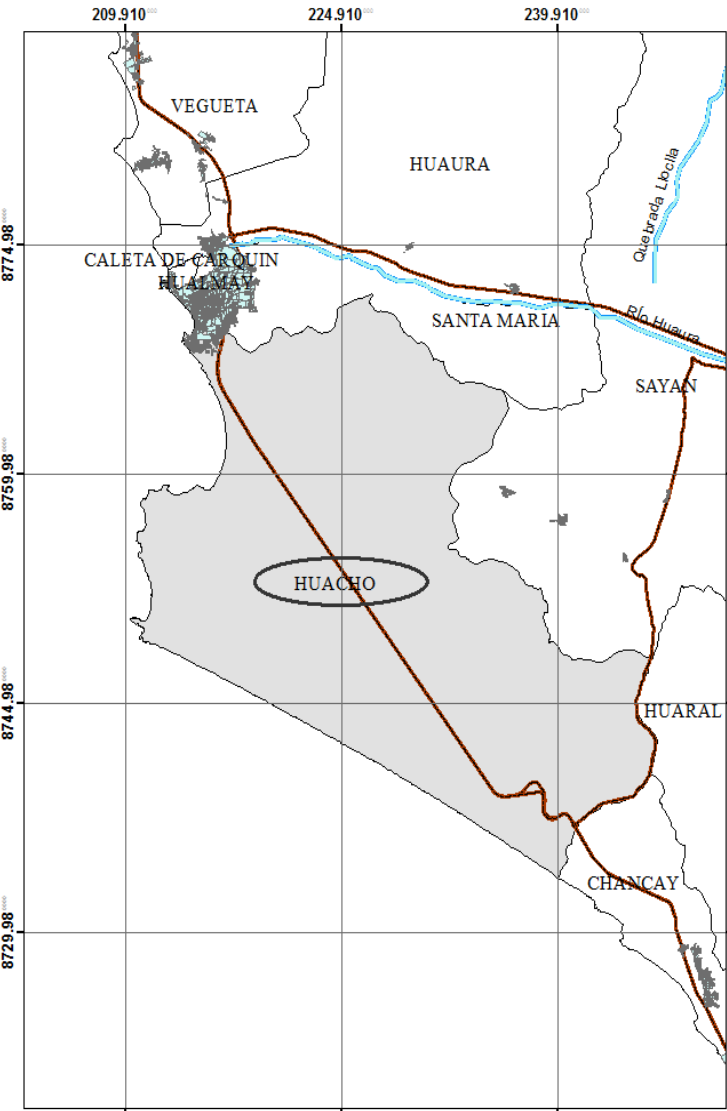 209.910
224.910
239.910
VEGUETA
HUAURA
Quebrada Lloclla
8774.98
CALETA DE CARQUIN
HUALMAY
SANTA MARIA
Río Huaura
SAYAN
8759.98
HUACHO
8744.98
HUARAL
CHANCAY
8729.98